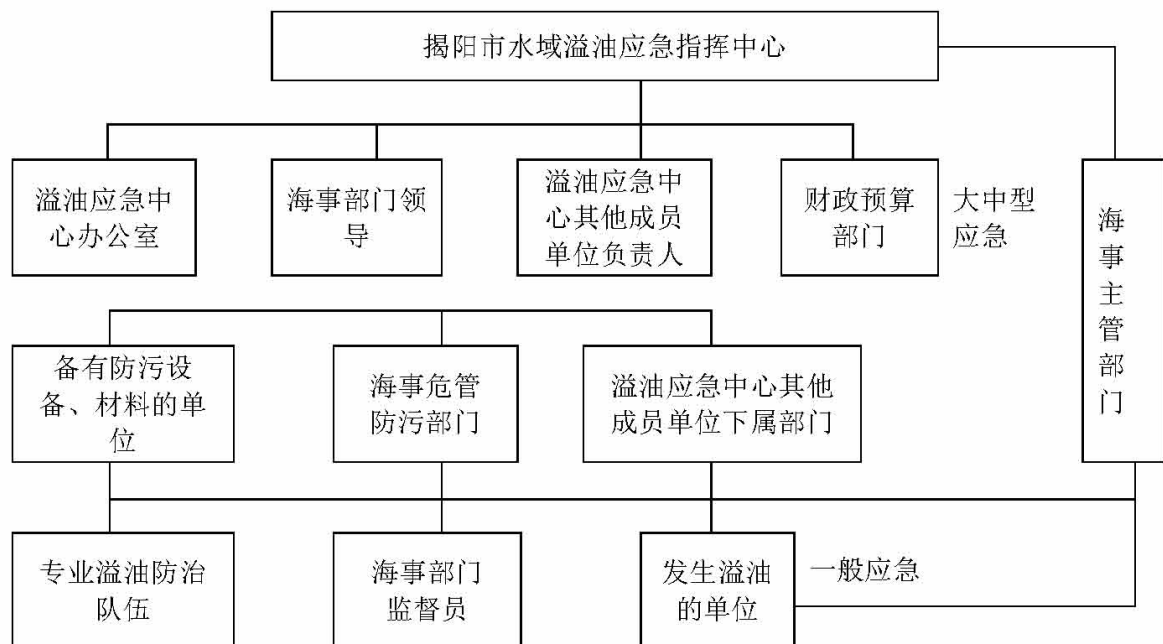 揭阳市水域溢油应急指挥中心
溢油应急中
心办公室
海事部门领
导
溢油应急中
心其他成员
单位负责人
财政预算
部门
大中型
应急
海
事
主
管
部
门
备有防污设
备、材料的单
位
海事危管
防污部门
溢油应急中心其他
成员单位下属部门
专业溢油防治
队伍
海事部门
监督员
发生溢油
的单位
一般应急